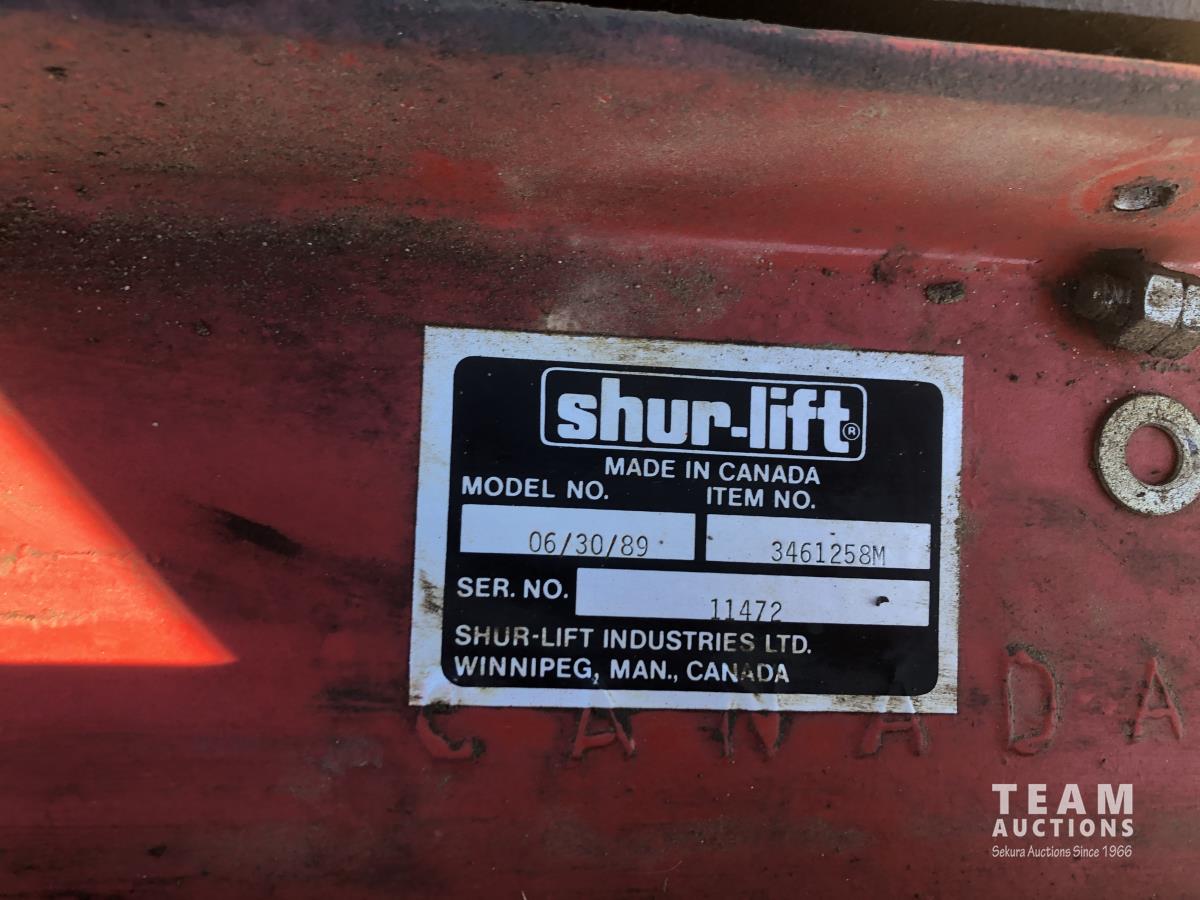 shur-lift®
MADE IN CANADA
MODEL NO. ITEM NO.
06/30/89 3461258M
SER. NO. 11472
SHUR-LIFT INDUSTRIES LTD.
WINNIPEG, MAN., CANADA
CANADA
TEAM
AUCTIONS
Sekura Auctions Since 1966